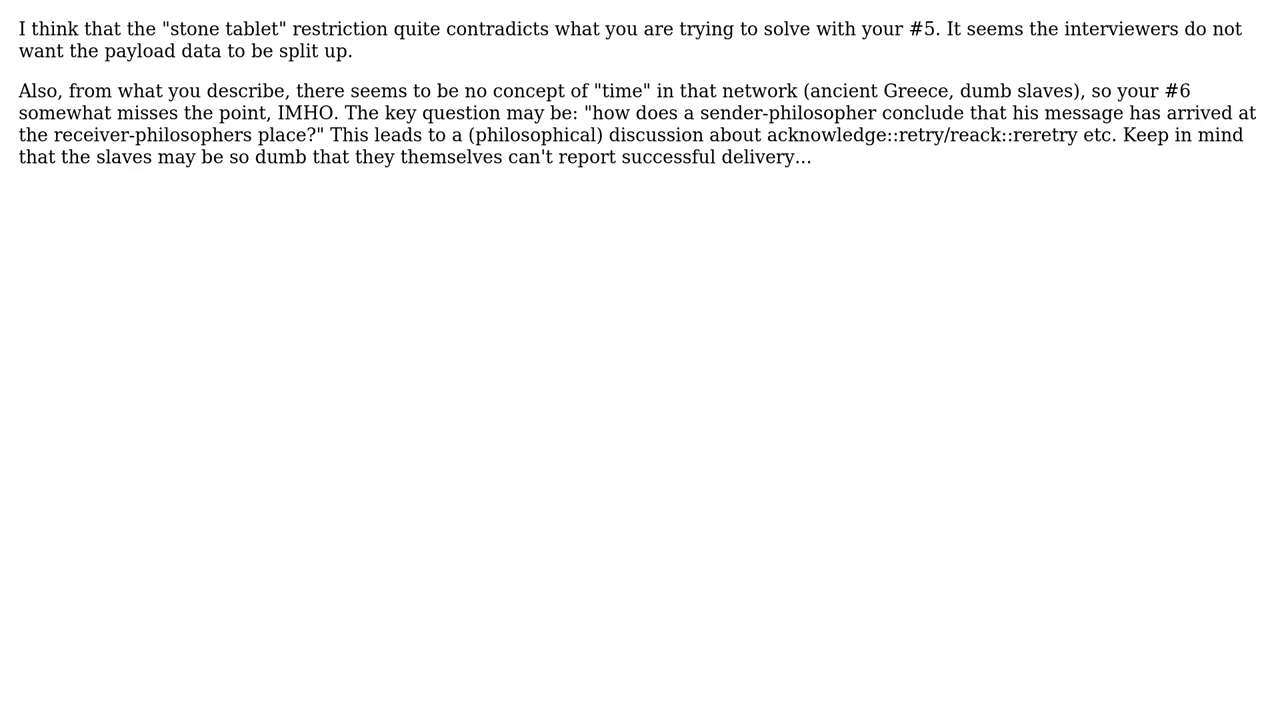 I think that the "stone tablet" restriction quite contradicts what you are trying to solve with your #5. It seems the interviewers do not
want the payload data to be split up.
Also, from what you describe, there seems to be no concept of "time" in that network (ancient Greece, dumb slaves), so your #6
somewhat misses the point, IMHO. The key question may be: "how does a sender-philosopher conclude that his message has arrived at
the receiver-philosophers place?" This leads to a (philosophical) discussion about acknowledge::retry/reack::reretry etc. Keep in mind
that the slaves may be so dumb that they themselves can't report successful delivery...